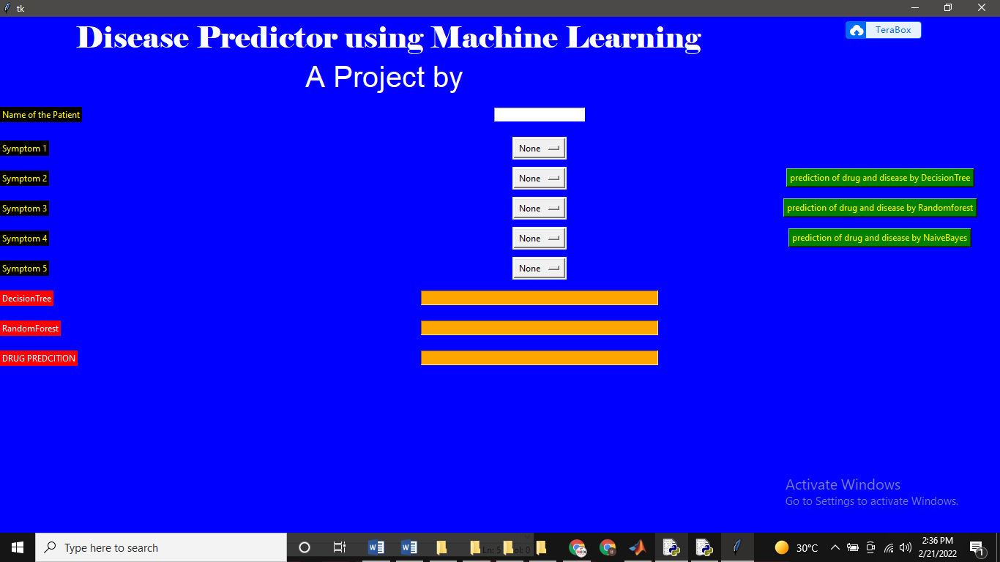 tk
Disease Predictor using Machine Learning
TeraBox
A Project by
Name of the Patient
Symptom 1
None
Symptom 2
None
prediction of drug and disease by DecisionTree
Symptom 3
None
prediction of drug and disease by Randomforest
Symptom 4
None
prediction of drug and disease by NaiveBayes
Symptom 5
None
DecisionTree
RandomForest
DRUG PREDCITION
Activate Windows
Go to Settings to activate Windows.
Type here to search
Ln: 5 Col: 0
30°C
2:36 PM
2/21/2022
1